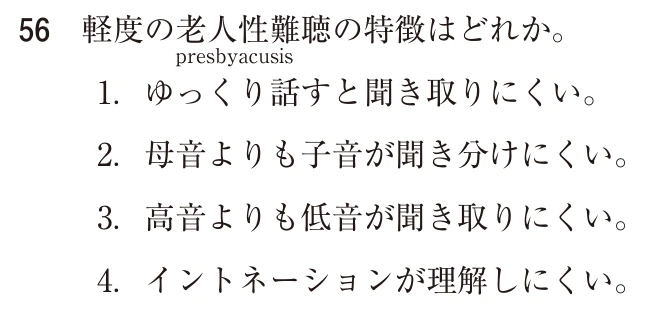 56 軽度の老人性難聴の特徴はどれか。
presbyacusis
1. ゆっくり話すと聞き取りにくい。
2. 母音よりも子音が聞き分けにくい。
3. 高音よりも低音が聞き取りにくい。
4. イントネーションが理解しにくい。